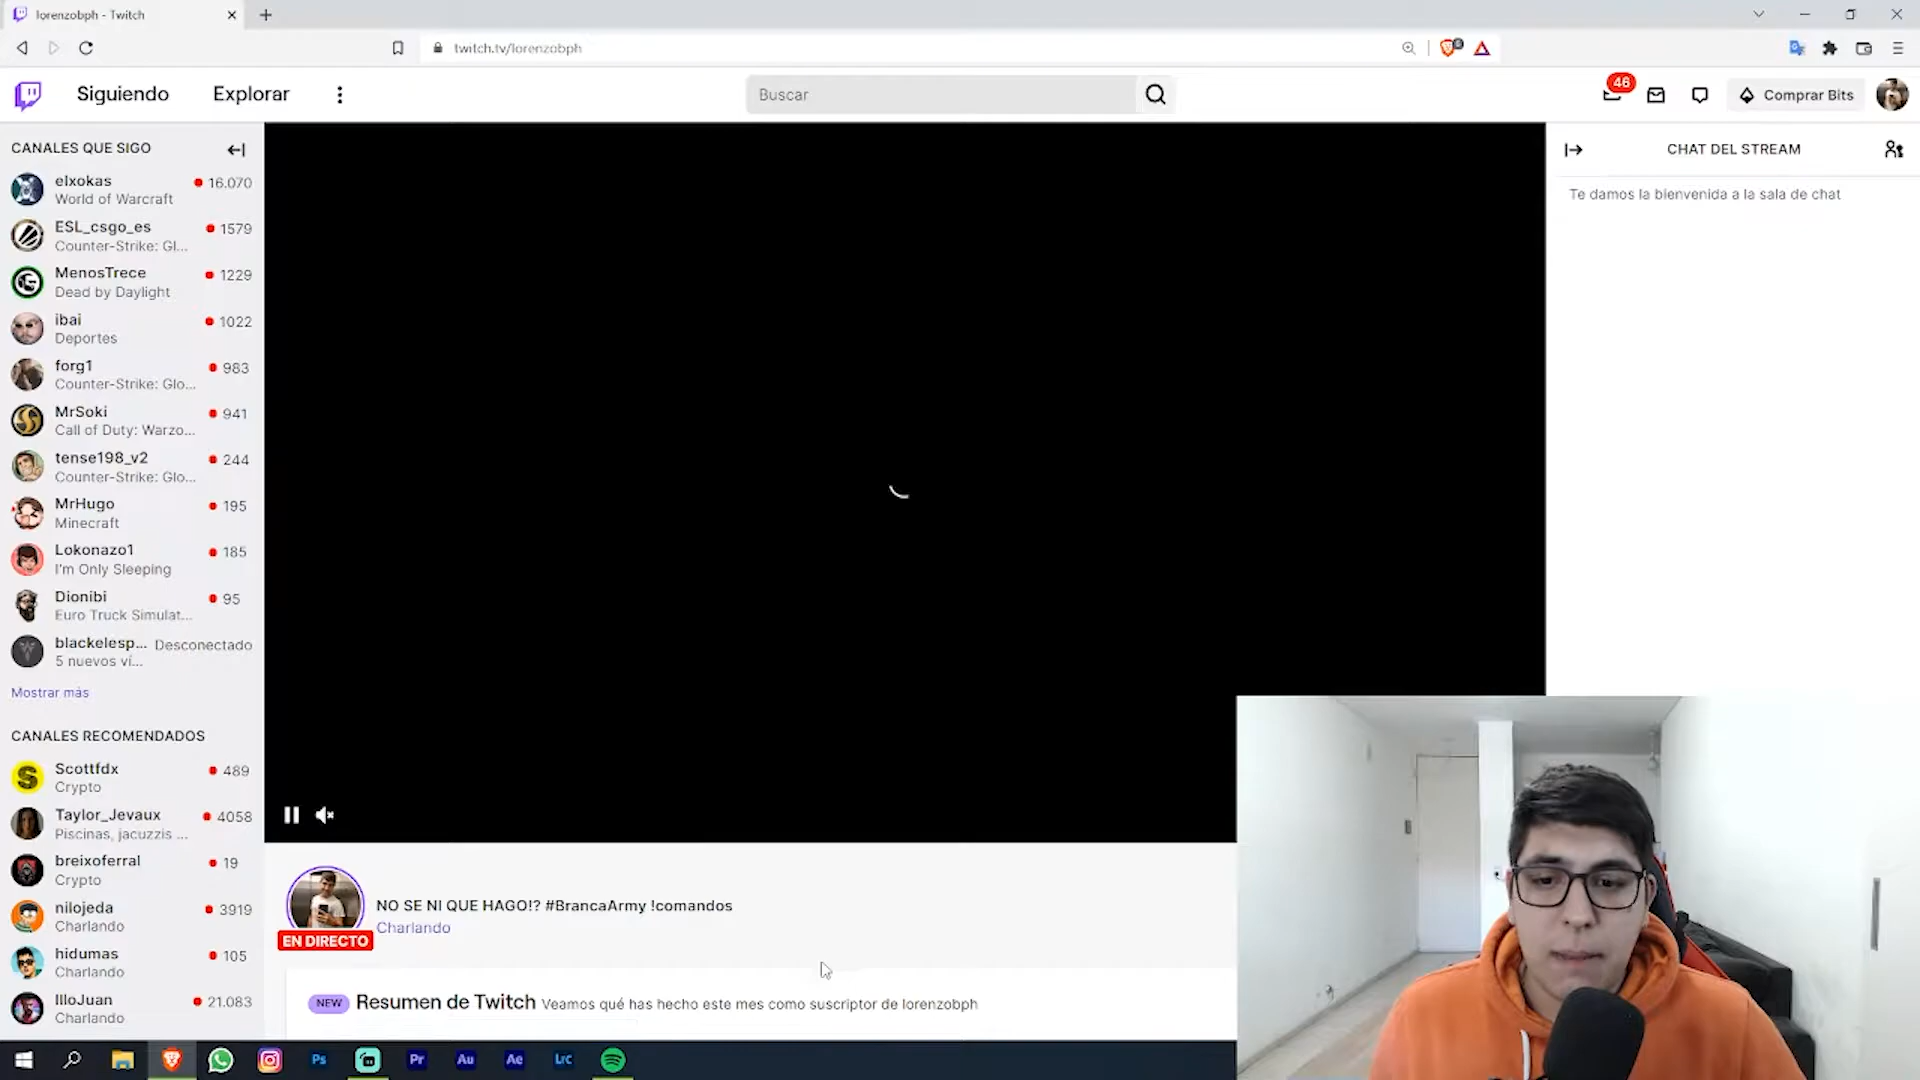 lorenzobph - Twitch
twitch.tv/lorenzobph
Siguiendo
Explorar
Buscar
46
Comprar Bits
CANALES QUE SIGO
elxokas
16.070
World of Warcraft
ESL_csgo_es
1579
Counter-Strike: Gl...
MenosTrece
1229
Dead by Daylight
ibai
1022
Deportes
forg1
983
Counter-Strike: Glo...
MrSoki
941
Call of Duty: Warzo...
tense198_v2
244
Counter-Strike: Glo...
MrHugo
195
Minecraft
Lokonazo1
185
I'm Only Sleeping
Dionibi
95
Euro Truck Simulat...
blackelesp...
Desconectado
5 nuevos ví...
Mostrar más
CANALES RECOMENDADOS
Scottfdx
489
Crypto
Taylor_Jevaux
4058
Piscinas, jacuzzis ...
breixoferral
19
Crypto
nilojeda
3919
Charlando
hidumas
105
Charlando
IlloJuan
21.083
Charlando
CHAT DEL STREAM
Te damos la bienvenida a la sala de chat
NO SE NI QUE HAGO!? #BrancaArmy !comandos
Charlando
EN DIRECTO
NEW Resumen de Twitch Veamos qué has hecho este mes como suscriptor de lorenzobph
Ps
Pr
Au
Ae
Lrc